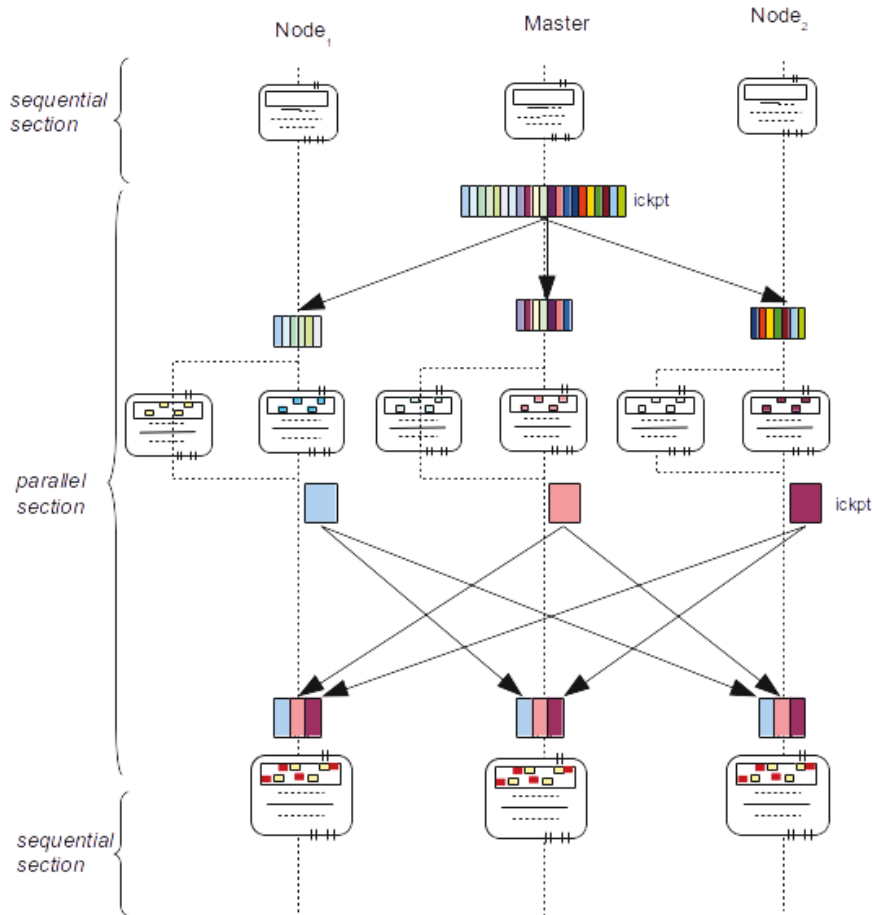 Node1
Master
Node2
sequential
section
ickpt
parallel
section
ickpt
sequential
section